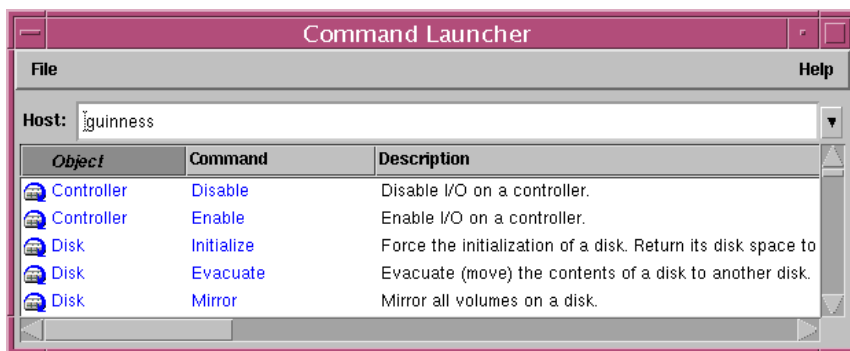 Command Launcher
File Help
Host: guinness
Object Command Description
Controller Disable Disable I/O on a controller.
Controller Enable Enable I/O on a controller.
Disk Initialize Force the initialization of a disk. Return its disk space to
Disk Evacuate Evacuate (move) the contents of a disk to another disk.
Disk Mirror Mirror all volumes on a disk.